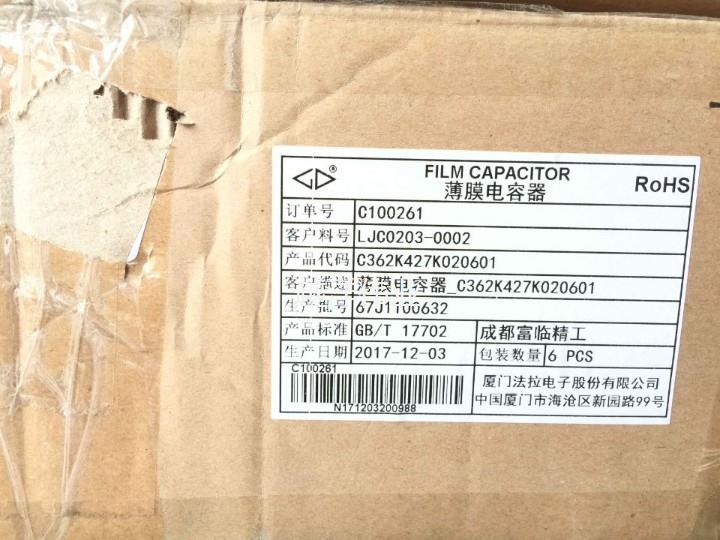 ® FILM CAPACITOR RoHS
薄膜电容器
订单号 C100261
客户料号 LJC0203-0002
产品代码 C362K427K020601
客户描述 薄膜电容器_C362K427K020601
生产批号 67J1100632
产品标准 GB/T 17702 成都富临精工
生产日期 2017-12-03 包装数量 6 PCS
C100261
N171203200988
厦门法拉电子股份有限公司
中国厦门市海沧区新园路99号